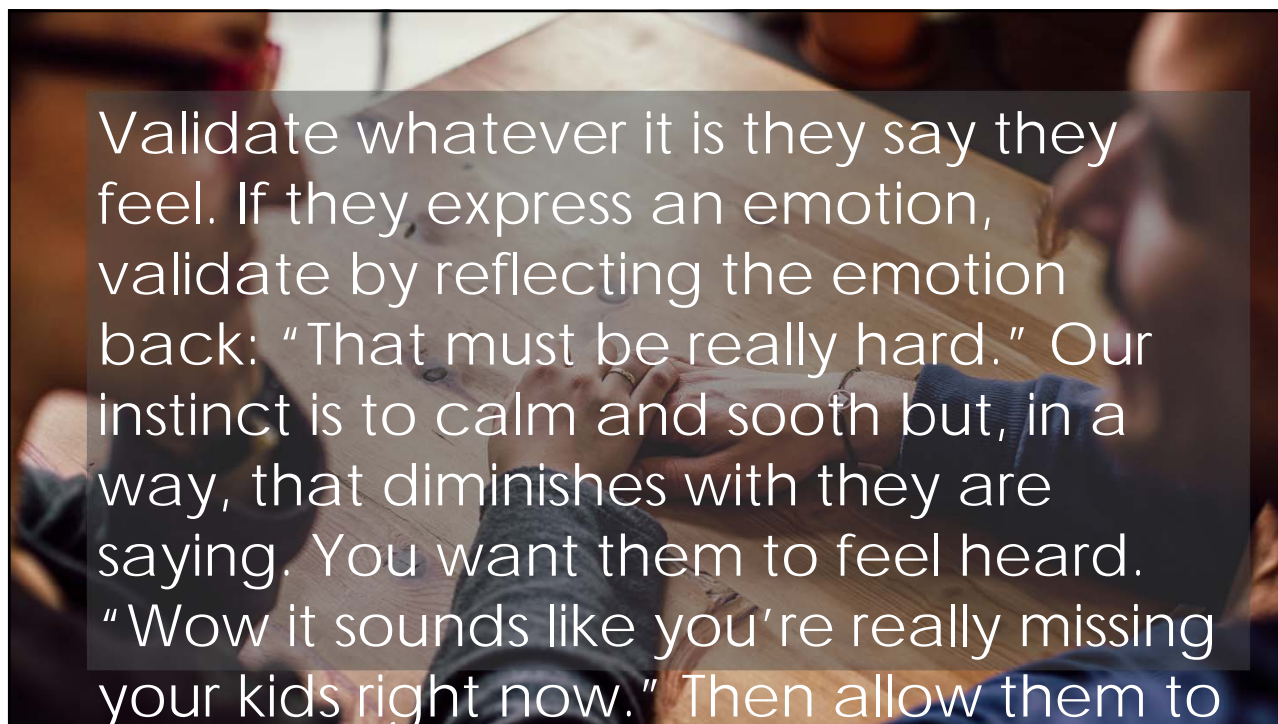 Validate whatever it is they say they
feel. If they express an emotion,
validate by reflecting the emotion
back: “That must be really hard.” Our
instinct is to calm and sooth but, in a
way, that diminishes with they are
saying. You want them to feel heard.
“Wow it sounds like you’re really missing
your kids right now.” Then allow them to